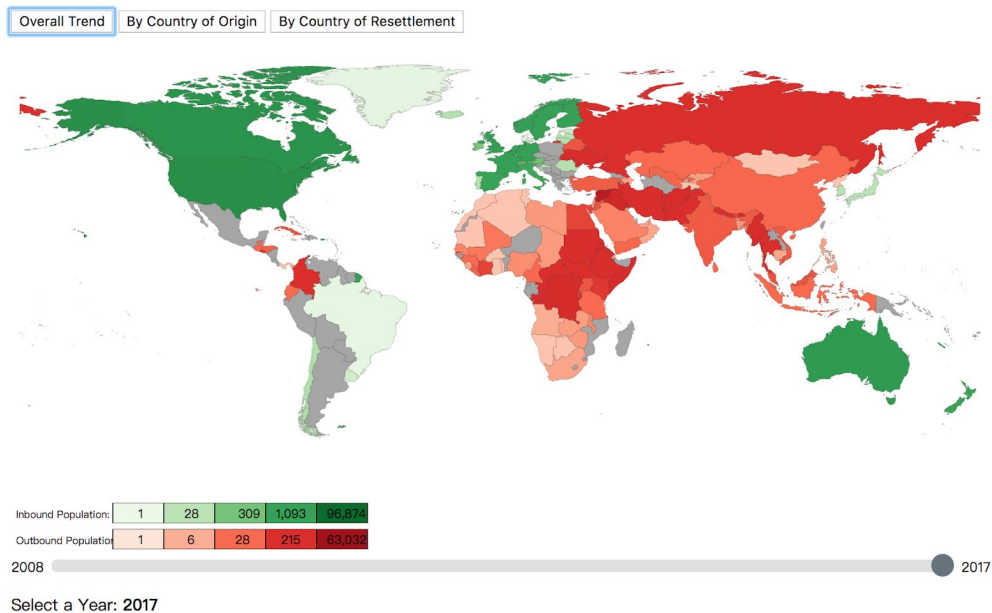 Overall Trend By Country of Origin By Country of Resettlement
Inbound Population: 1 28 309 1,093 96,874
Outbound Population 1 6 28 215 63,032
2008 2017
Select a Year: 2017